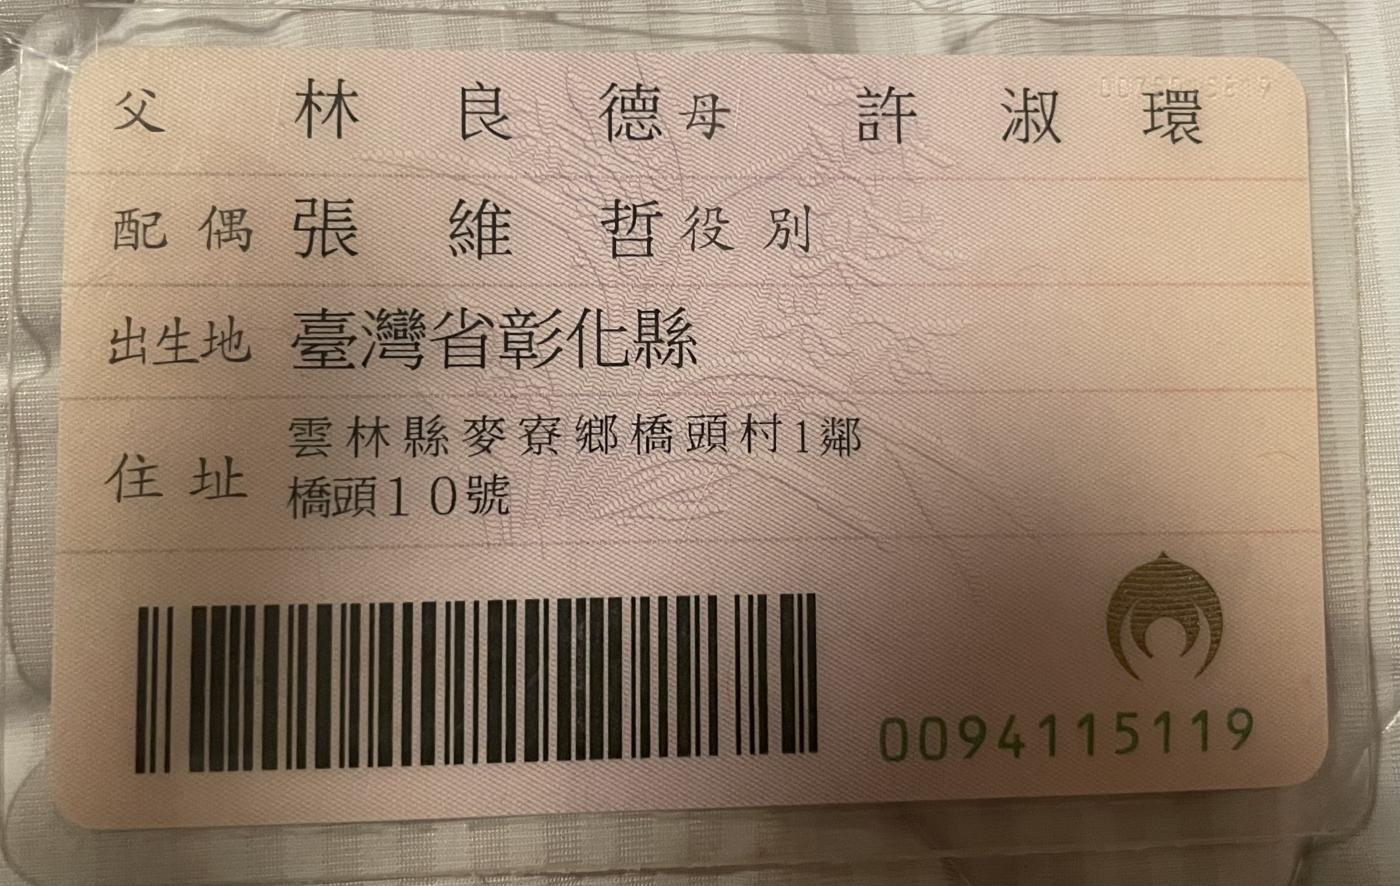 父 林良德 母 許淑環
配偶 張維哲 役別
出生地 臺灣省彰化縣
住址 雲林縣麥寮鄉橋頭村1鄰
橋頭10號
0094115119